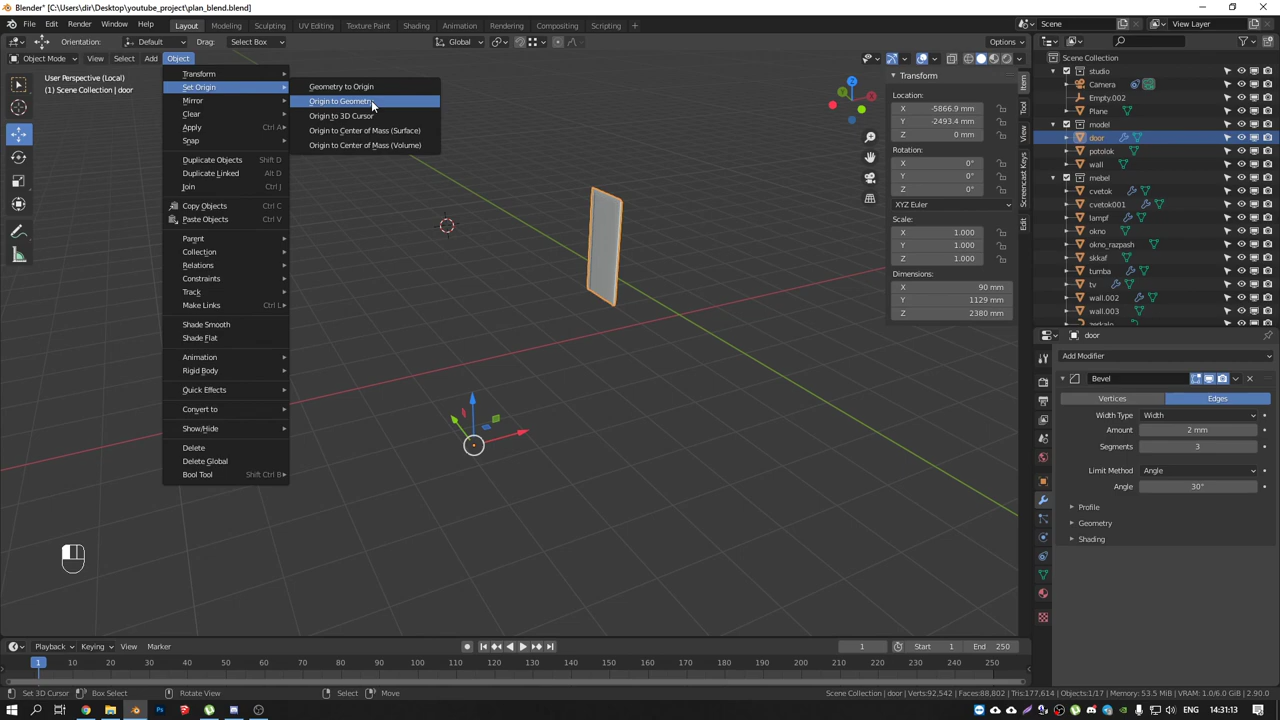 Blender* [C:\Users\dir\Desktop\youtube_project\plan_blend.blend]
File Edit Render Window Help Layout Modeling Sculpting UV Editing Texture Paint Shading Animation Rendering Compositing Scripting Scene View Layer
Orientation: Default Drag: Select Box Global Options
Object Mode View Select Add Object
User Perspective (Local)
(1) Scene Collection | door
Transform
Set Origin
Mirror
Clear
Apply Ctrl A
Snap
Duplicate Objects Shift D
Duplicate Linked Alt D
Join Ctrl J
Copy Objects Ctrl C
Paste Objects Ctrl V
Parent
Collection
Relations
Constraints
Track
Make Links Ctrl L
Shade Smooth
Shade Flat
Animation
Rigid Body
Quick Effects
Convert to
Show/Hide
Delete
Delete Global
Bool Tool Shift Ctrl B
Geometry to Origin
Origin to Geometry
Origin to 3D Cursor
Origin to Center of Mass (Surface)
Origin to Center of Mass (Volume)
Z
Y
X
Transform
Location:
X -5866.9 mm
Y -2493.4 mm
Z 0 mm
Rotation:
X 0°
Y 0°
Z 0°
XYZ Euler
Scale:
X 1.000
Y 1.000
Z 1.000
Dimensions:
X 90 mm
Y 1129 mm
Z 2380 mm
Item
Tool
View
Screencast Keys
Edit
Scene Collection
studio
Camera
Empty.002
Plane
model
door
potolok
wall
mebel
cvetok
cvetok001
lampf
okno
okno_razpash
skkaf
tumba
tv
wall.002
wall.003
zerkalo
door
Add Modifier
Bevel
Vertices Edges
Width Type Width
Amount 2 mm
Segments 3
Limit Method Angle
Angle 30°
Profile
Geometry
Shading
Playback Keying View Marker 1 Start 1 End 250
1 10 20 30 40 50 60 70 80 90 100 110 120 130 140 150 160 170 180 190 200 210 220 230 240 250
Set 3D Cursor Box Select Rotate View Select Move Scene Collection | door | Verts:92,542 | Faces:88,802 | Tris:177,614 | Objects:1/17 | Memory: 53.5 MiB | VRAM: 1.0/6.0 GiB | 2.90.0
ENG 14:31:13